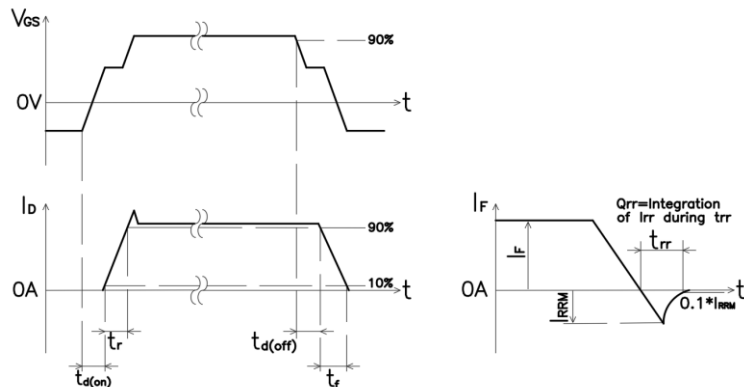 VGS
90%
0V
t
ID
90%
10%
0A
t
tr
td(off)
td(on)
tf
Qrr=Integration
of Irr during trr
IF
trr
IF
0A
t
IRRM
0.1*IRRM